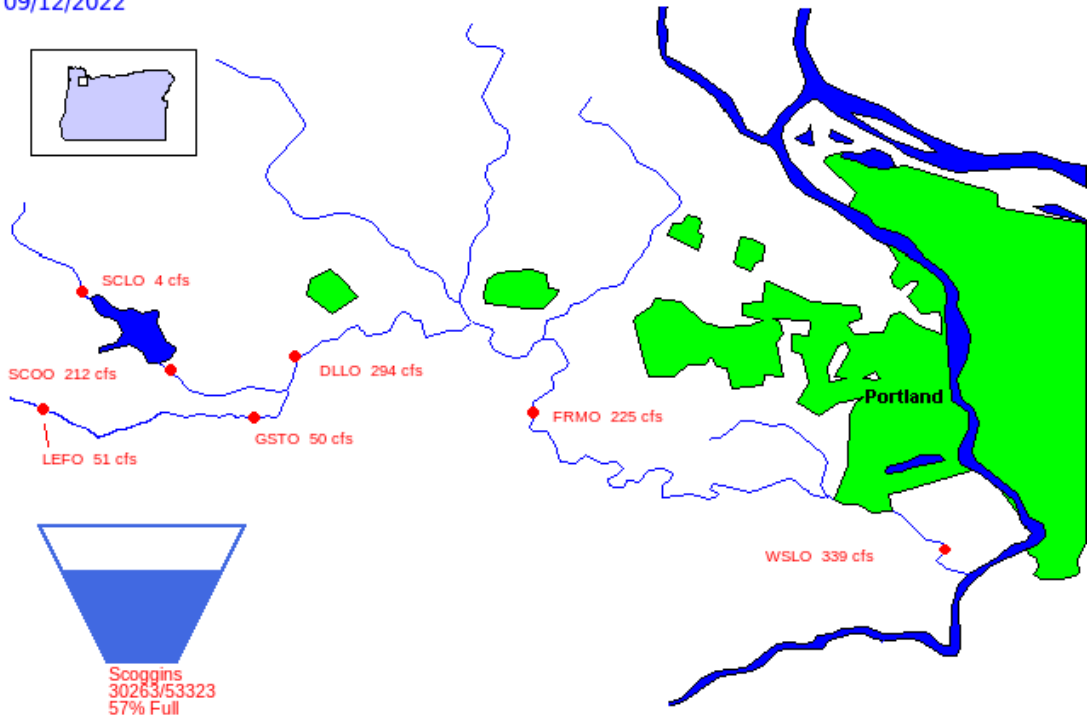 09/12/2022
SCLO 4 cfs
SCOO 212 cfs
DLLO 294 cfs
Portland
FRMO 225 cfs
GSTO 50 cfs
LEFO 51 cfs
WSLO 339 cfs
Scoggins
30263/53323
57% Full